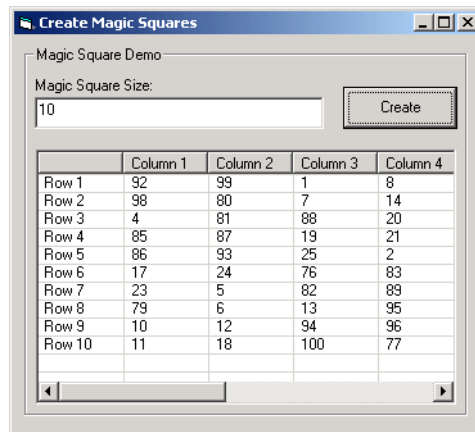 Create Magic Squares
Magic Square Demo
Magic Square Size:
10
Create
Column 1 Column 2 Column 3 Column 4
Row 1 92 99 1 8
Row 2 98 80 7 14
Row 3 4 81 88 20
Row 4 85 87 19 21
Row 5 86 93 25 2
Row 6 17 24 76 83
Row 7 23 5 82 89
Row 8 79 6 13 95
Row 9 10 12 94 96
Row 10 11 18 100 77